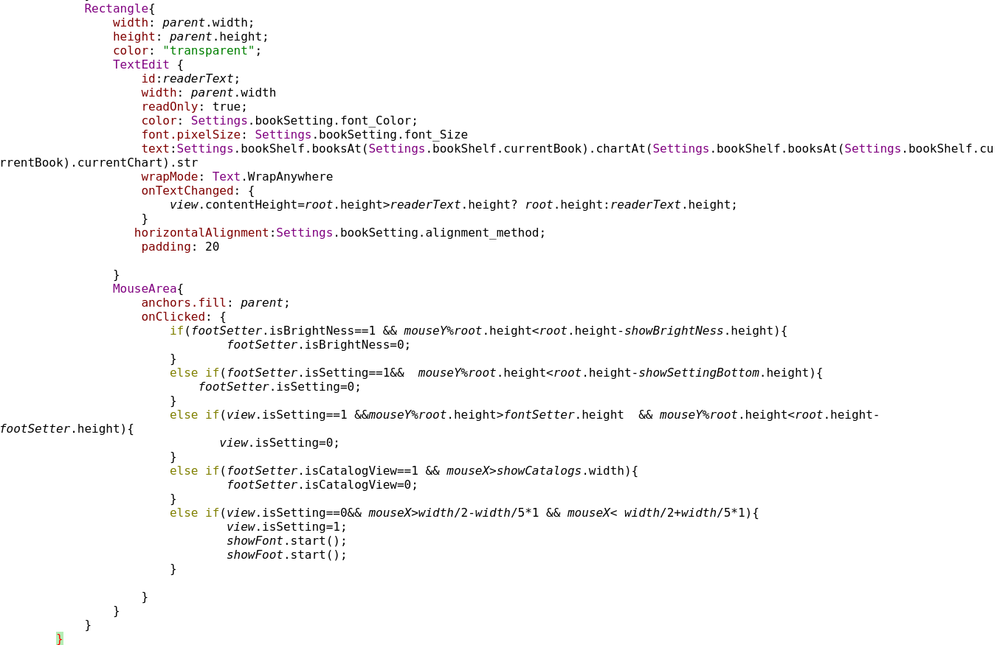 Rectangle{
width: parent.width;
height: parent.height;
color: "transparent";
TextEdit {
id:readerText;
width: parent.width
readOnly: true;
color: Settings.bookSetting.font_Color;
font.pixelSize: Settings.bookSetting.font_Size
text:Settings.bookShelf.booksAt(Settings.bookShelf.currentBook).chartAt(Settings.bookShelf.booksAt(Settings.bookShelf.cu
rrentBook).currentChart).str
wrapMode: Text.WrapAnywhere
onTextChanged: {
view.contentHeight=root.height>readerText.height? root.height:readerText.height;
}
horizontalAlignment:Settings.bookSetting.alignment_method;
padding: 20
}
MouseArea{
anchors.fill: parent;
onClicked: {
if(footSetter.isBrightNess==1 && mouseY%root.height<root.height-showBrightNess.height){
footSetter.isBrightNess=0;
}
else if(footSetter.isSetting==1&&  mouseY%root.height<root.height-showSettingBottom.height){
footSetter.isSetting=0;
}
else if(view.isSetting==1 &&mouseY%root.height>fontSetter.height  && mouseY%root.height<root.height-
footSetter.height){
view.isSetting=0;
}
else if(footSetter.isCatalogView==1 && mouseX>showCatalogs.width){
footSetter.isCatalogView=0;
}
else if(view.isSetting==0&& mouseX>width/2-width/5*1 && mouseX< width/2+width/5*1){
view.isSetting=1;
showFont.start();
showFoot.start();
}
}
}
}
}